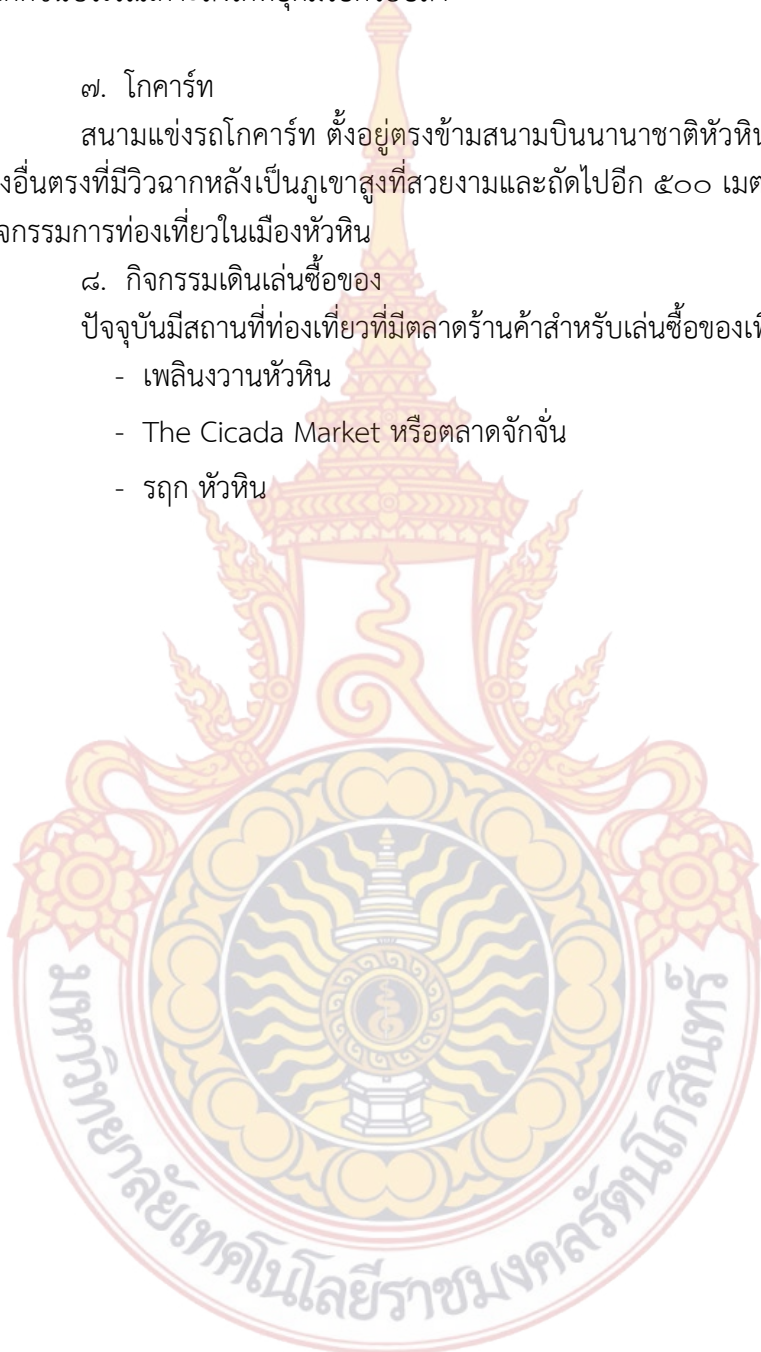 ๗. โกคาร์ท
สนามแข่งรถโกคาร์ท ตั้งอยู่ตรงข้ามสนามบินนานาชาติหัวหิน
งอื่นตรงที่มีวิวฉากหลังเป็นภูเขาสูงที่สวยงามและถัดไปอีก ๕๐๐ เมต
จกรรมการท่องเที่ยวในเมืองหัวหิน
๘. กิจกรรมเดินเล่นซื้อของ
ปัจจุบันมีสถานที่ท่องเที่ยวที่มีตลาดร้านค้าสำหรับเล่นซื้อของเพิ
- เพลินงวานหัวหิน
- The Cicada Market หรือตลาดจักจั่น
- รฤก หัวหิน
มหาวิทยาลัยเทคโนโลยีราชมงคลรัตนโกสินทร์